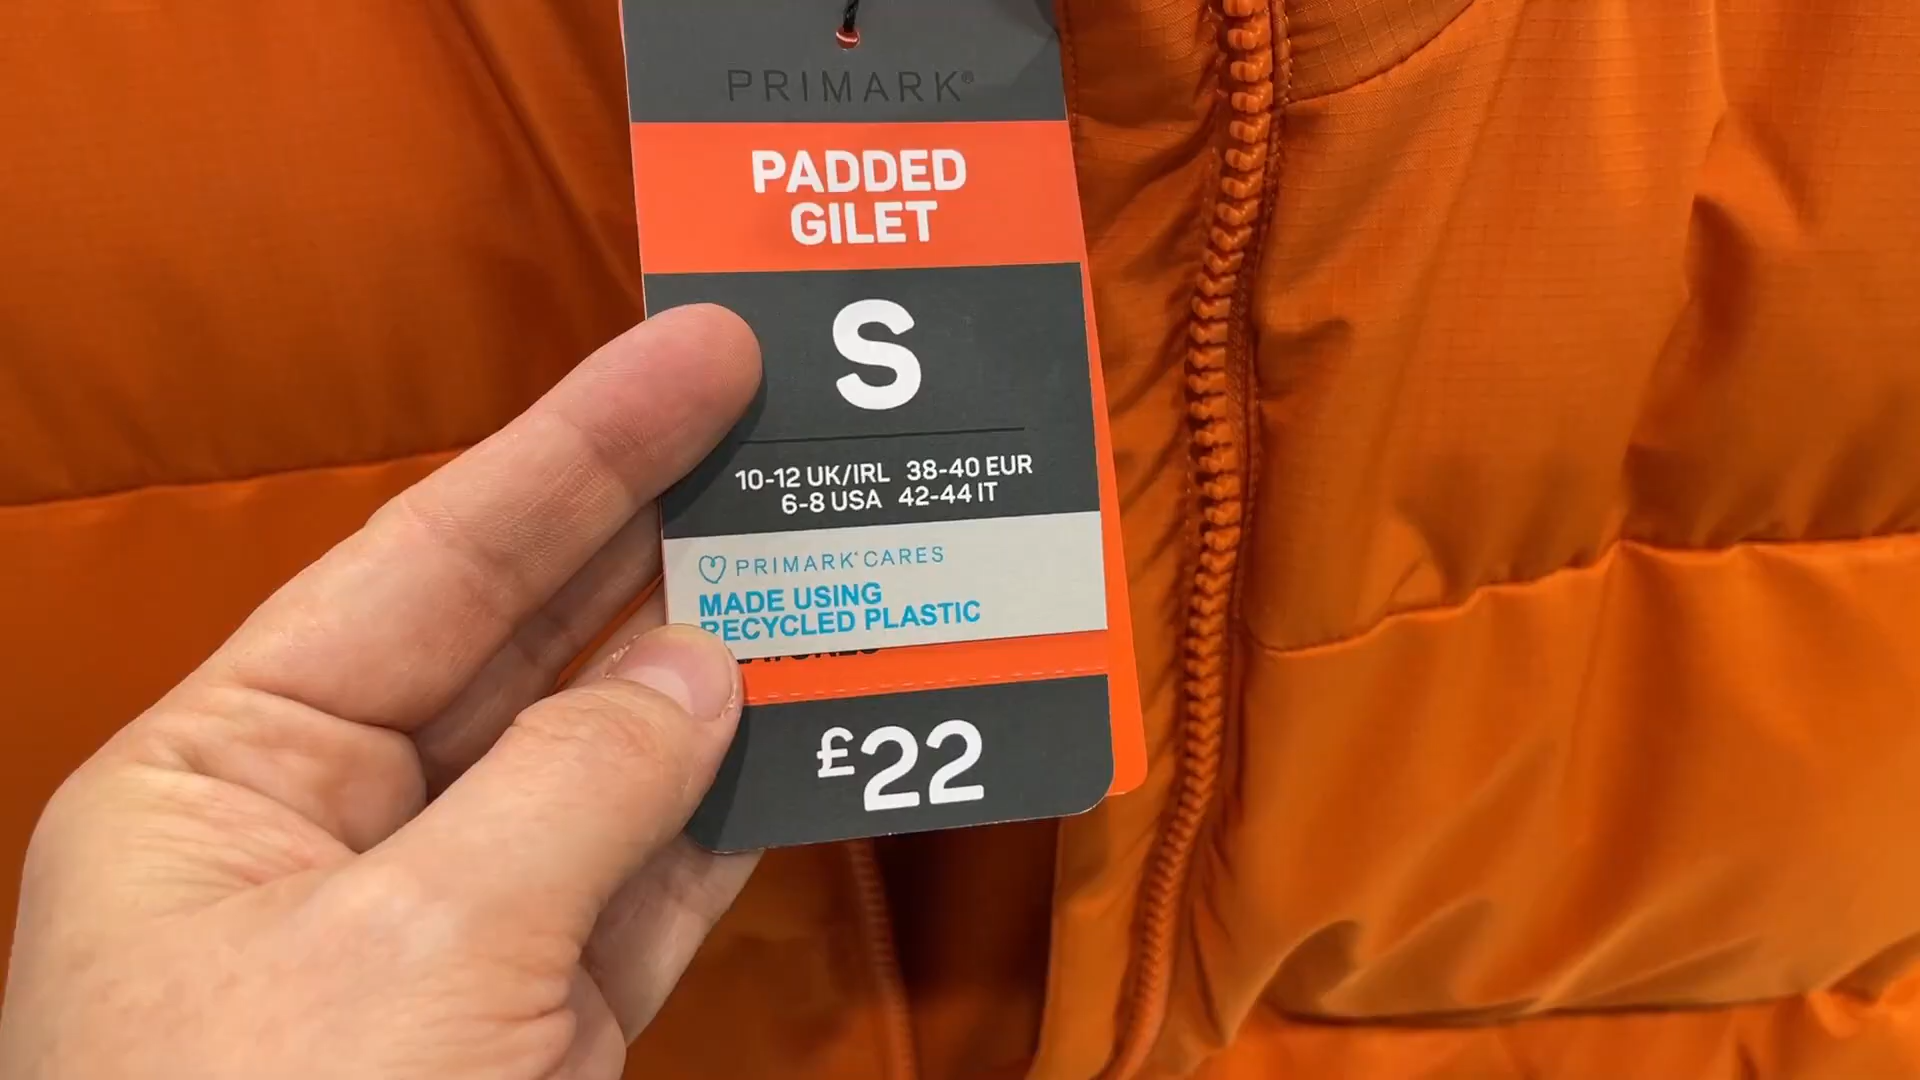 PRIMARK®
PADDED
GILET
S
10-12 UK/IRL 38-40 EUR
6-8 USA 42-44 IT
PRIMARK® CARES
MADE USING
RECYCLED PLASTIC
£22